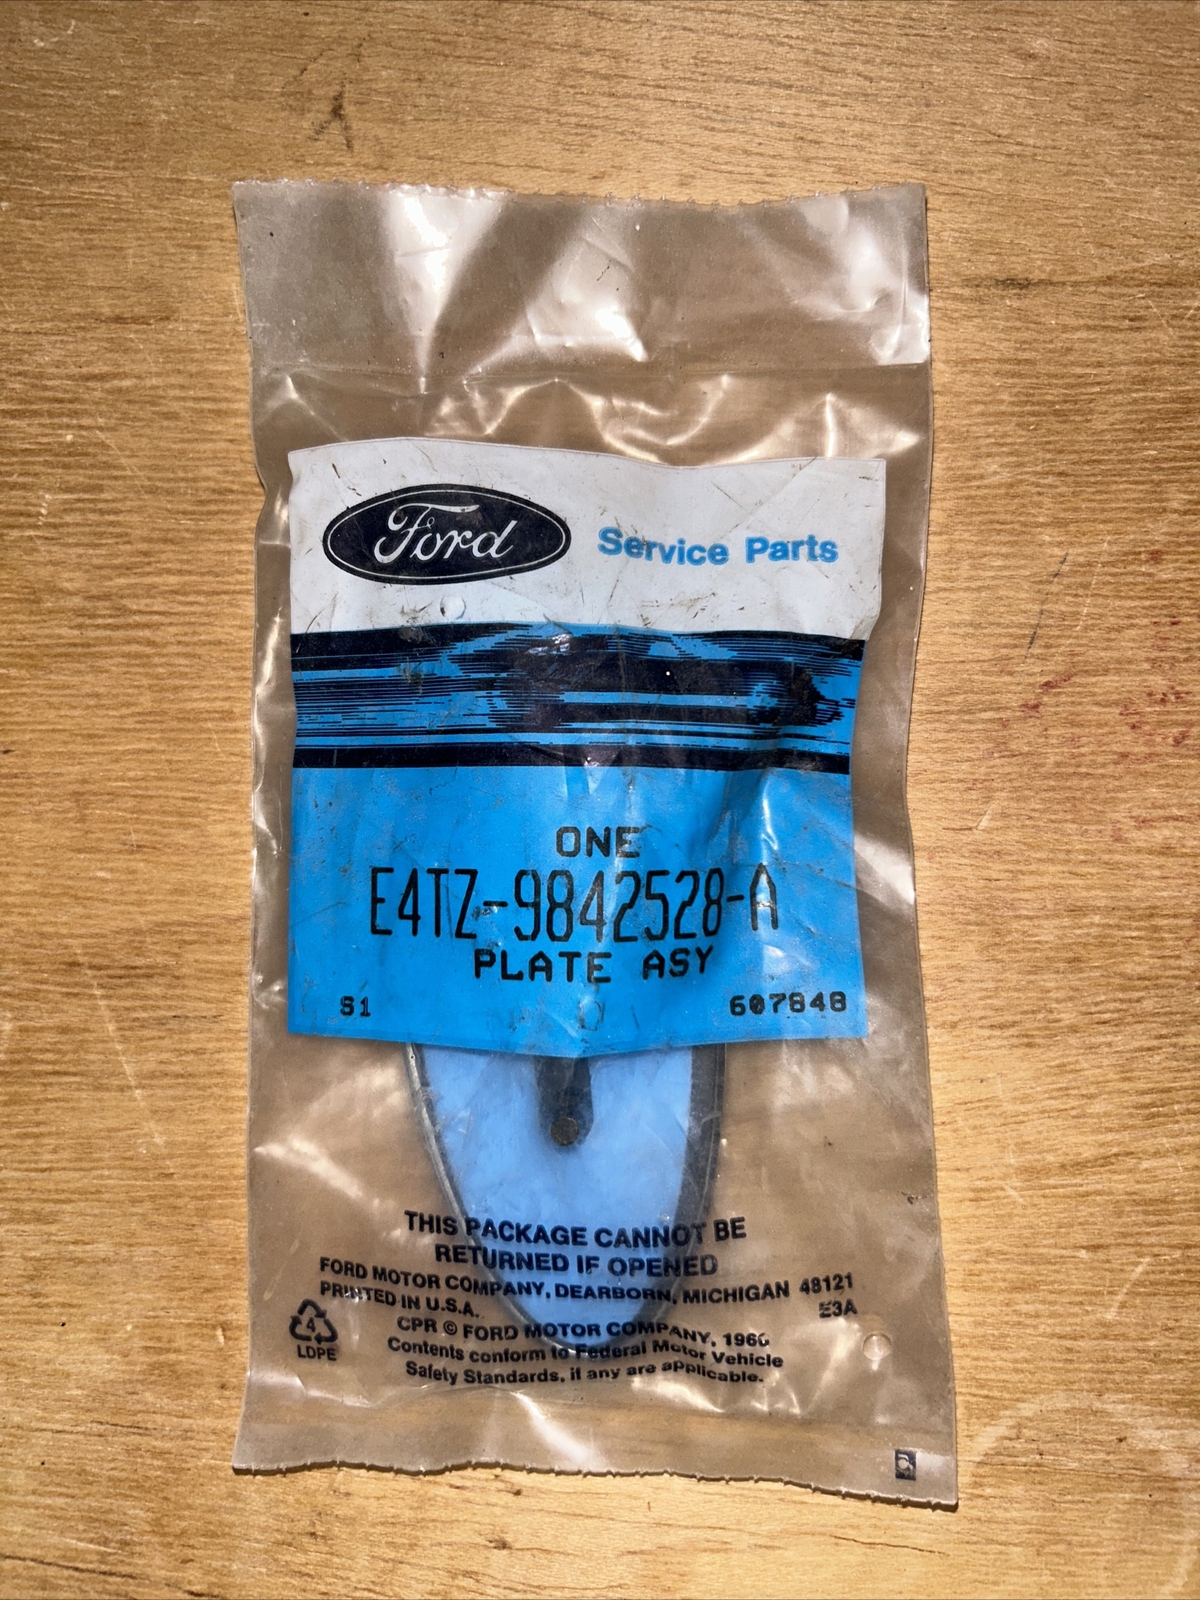 Ford
Service Parts
ONE
E4TZ-9842528-A
PLATE ASY
S1 607848
THIS PACKAGE CANNOT BE
RETURNED IF OPENED
FORD MOTOR COMPANY, DEARBORN, MICHIGAN 48121
PRINTED IN U.S.A. E3A
CPR © FORD MOTOR COMPANY, 1966
Contents conform to Federal Motor Vehicle
Safety Standards, if any are applicable.
4
LDPE